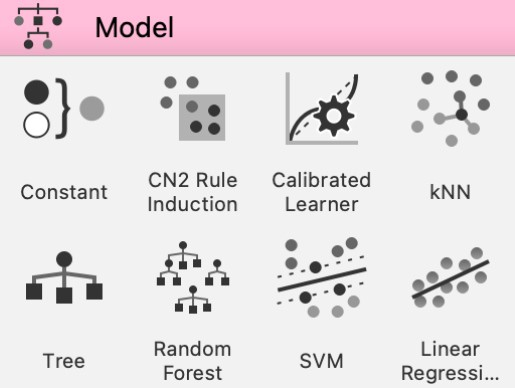 Model
Constant
CN2 Rule
Induction
Calibrated
Learner
kNN
Tree
Random
Forest
SVM
Linear
Regressi...